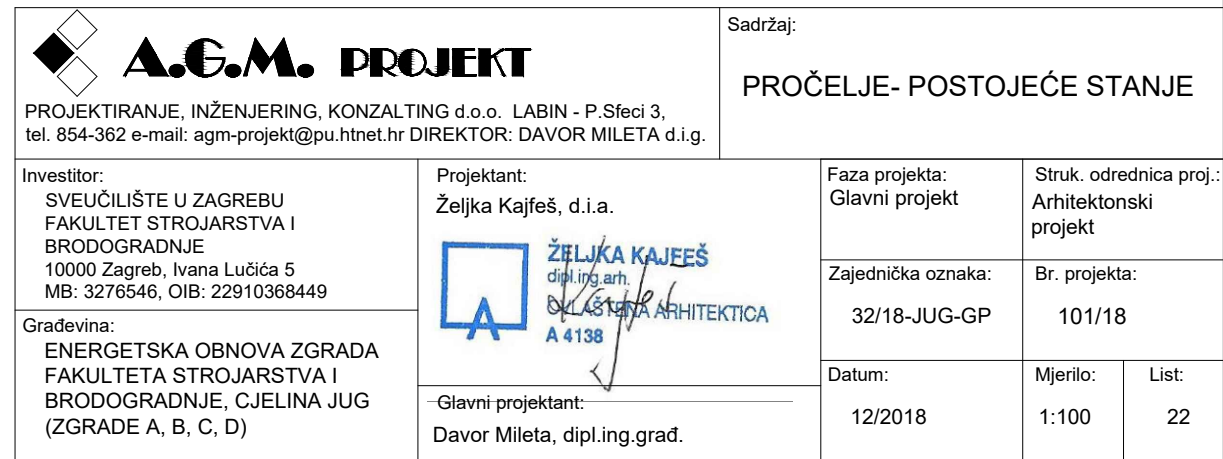 A.G.M. PROJEKT
PROJEKTIRANJE, INŽENJERING, KONZALTING d.o.o. LABIN - P.Sfeci 3,
tel. 854-362 e-mail: agm-projekt@pu.htnet.hr DIREKTOR: DAVOR MILETA d.i.g.
Sadržaj:
PROČELJE- POSTOJEĆE STANJE
Investitor:
SVEUČILIŠTE U ZAGREBU
FAKULTET STROJARSTVA I
BRODOGRADNJE
10000 Zagreb, Ivana Lučića 5
MB: 3276546, OIB: 22910368449
Građevina:
ENERGETSKA OBNOVA ZGRADA
FAKULTETA STROJARSTVA I
BRODOGRADNJE, CJELINA JUG
(ZGRADE A, B, C, D)
Projektant:
Željka Kajfeš, d.i.a.
ŽELJKA KAJFEŠ
dipl.ing.arh.
OVLAŠTENA ARHITEKTICA
A 4138
A
Glavni projektant:
Davor Mileta, dipl.ing.građ.
Faza projekta:
Glavni projekt
Struk. odrednica proj.:
Arhitektonski
projekt
Zajednička oznaka:
32/18-JUG-GP
Br. projekta:
101/18
Datum:
12/2018
Mjerilo:
1:100
List:
22